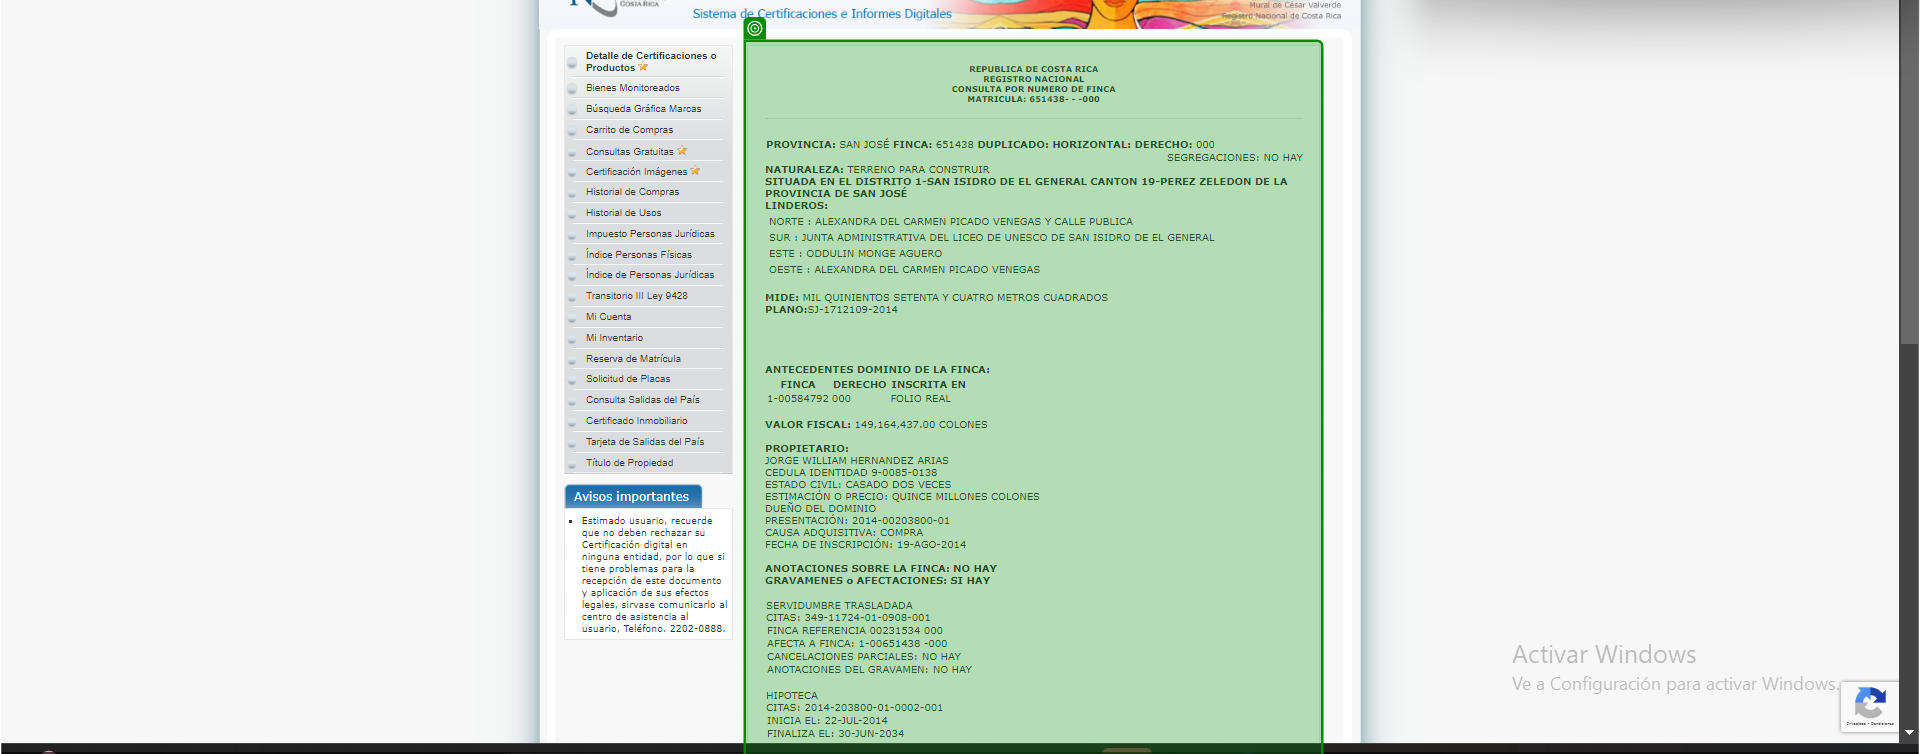 COSTA RICA
Sistema de Certificaciones e Informes Digitales
Mural de César Valverde
Registro Nacional de Costa Rica
Detalle de Certificaciones o
Productos
Bienes Monitoreados
Búsqueda Gráfica Marcas
Carrito de Compras
Consultas Gratuitas
Certificación Imágenes
Historial de Compras
Historial de Usos
Impuesto Personas Jurídicas
Índice Personas Físicas
Índice de Personas Jurídicas
Transitorio III Ley 9428
Mi Cuenta
Mi Inventario
Reserva de Matrícula
Solicitud de Placas
Consulta Salidas del País
Certificado Inmobiliario
Tarjeta de Salidas del País
Título de Propiedad
Avisos importantes
Estimado usuario, recuerde
que no deben rechazar su
Certificación digital en
ninguna entidad, por lo que si
tiene problemas para la
recepción de este documento
y aplicación de sus efectos
legales, sirvase comunicarlo al
centro de asistencia al
usuario, Teléfono. 2202-0888.
REPUBLICA DE COSTA RICA
REGISTRO NACIONAL
CONSULTA POR NUMERO DE FINCA
MATRICULA: 651438- - -000
PROVINCIA: SAN JOSÉ FINCA: 651438 DUPLICADO: HORIZONTAL: DERECHO: 000
SEGREGACIONES: NO HAY
NATURALEZA: TERRENO PARA CONSTRUIR
SITUADA EN EL DISTRITO 1-SAN ISIDRO DE EL GENERAL CANTON 19-PEREZ ZELEDON DE LA
PROVINCIA DE SAN JOSÉ
LINDEROS:
NORTE : ALEXANDRA DEL CARMEN PICADO VENEGAS Y CALLE PUBLICA
SUR : JUNTA ADMINISTRATIVA DEL LICEO DE UNESCO DE SAN ISIDRO DE EL GENERAL
ESTE : ODDULIN MONGE AGUERO
OESTE : ALEXANDRA DEL CARMEN PICADO VENEGAS
MIDE: MIL QUINIENTOS SETENTA Y CUATRO METROS CUADRADOS
PLANO:SJ-1712109-2014
ANTECEDENTES DOMINIO DE LA FINCA:
FINCA DERECHO INSCRITA EN
1-00584792 000 FOLIO REAL
VALOR FISCAL: 149,164,437.00 COLONES
PROPIETARIO:
JORGE WILLIAM HERNANDEZ ARIAS
CEDULA IDENTIDAD 9-0085-0138
ESTADO CIVIL: CASADO DOS VECES
ESTIMACIÓN O PRECIO: QUINCE MILLONES COLONES
DUEÑO DEL DOMINIO
PRESENTACIÓN: 2014-00203800-01
CAUSA ADQUISITIVA: COMPRA
FECHA DE INSCRIPCIÓN: 19-AGO-2014
ANOTACIONES SOBRE LA FINCA: NO HAY
GRAVAMENES o AFECTACIONES: SI HAY
SERVIDUMBRE TRASLADADA
CITAS: 349-11724-01-0908-001
FINCA REFERENCIA 00231534 000
AFECTA A FINCA: 1-00651438 -000
CANCELACIONES PARCIALES: NO HAY
ANOTACIONES DEL GRAVAMEN: NO HAY
HIPOTECA
CITAS: 2014-203800-01-0002-001
INICIA EL: 22-JUL-2014
FINALIZA EL: 30-JUN-2034
Activar Windows
Ve a Configuración para activar Windows.
Privacidad - Condiciones